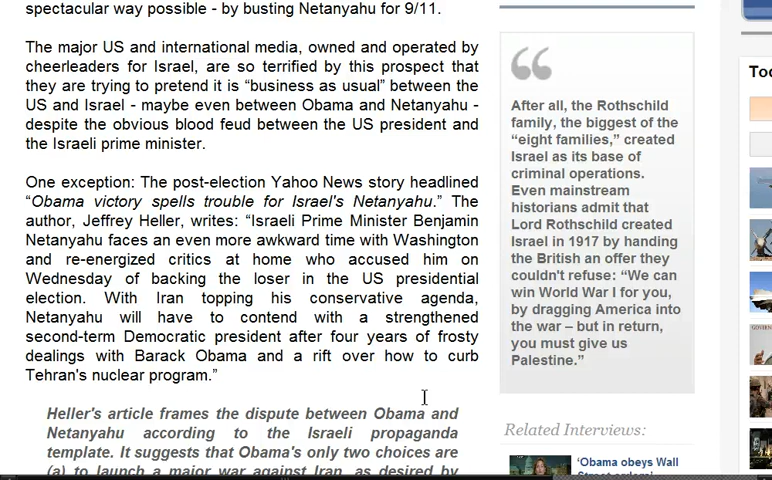 spectacular way possible - by busting Netanyahu for 9/11.
The major US and international media, owned and operated by
cheerleaders for Israel, are so terrified by this prospect that
they are trying to pretend it is “business as usual” between the
US and Israel - maybe even between Obama and Netanyahu -
despite the obvious blood feud between the US president and
the Israeli prime minister.
One exception: The post-election Yahoo News story headlined
“Obama victory spells trouble for Israel's Netanyahu.” The
author, Jeffrey Heller, writes: “Israeli Prime Minister Benjamin
Netanyahu faces an even more awkward time with Washington
and re-energized critics at home who accused him on
Wednesday of backing the loser in the US presidential
election. With Iran topping his conservative agenda,
Netanyahu will have to contend with a strengthened
second-term Democratic president after four years of frosty
dealings with Barack Obama and a rift over how to curb
Tehran's nuclear program.”
Heller's article frames the dispute between Obama and
Netanyahu according to the Israeli propaganda
template. It suggests that Obama's only two choices are
(a) to launch a major war against Iran, as desired by
“
After all, the Rothschild
family, the biggest of the
“eight families,” created
Israel as its base of
criminal operations.
Even mainstream
historians admit that
Lord Rothschild created
Israel in 1917 by handing
the British an offer they
couldn't refuse: “We can
win World War I for you,
by dragging America into
the war – but in return,
you must give us
Palestine.”
Related Interviews:
‘Obama obeys Wall
Street orders’